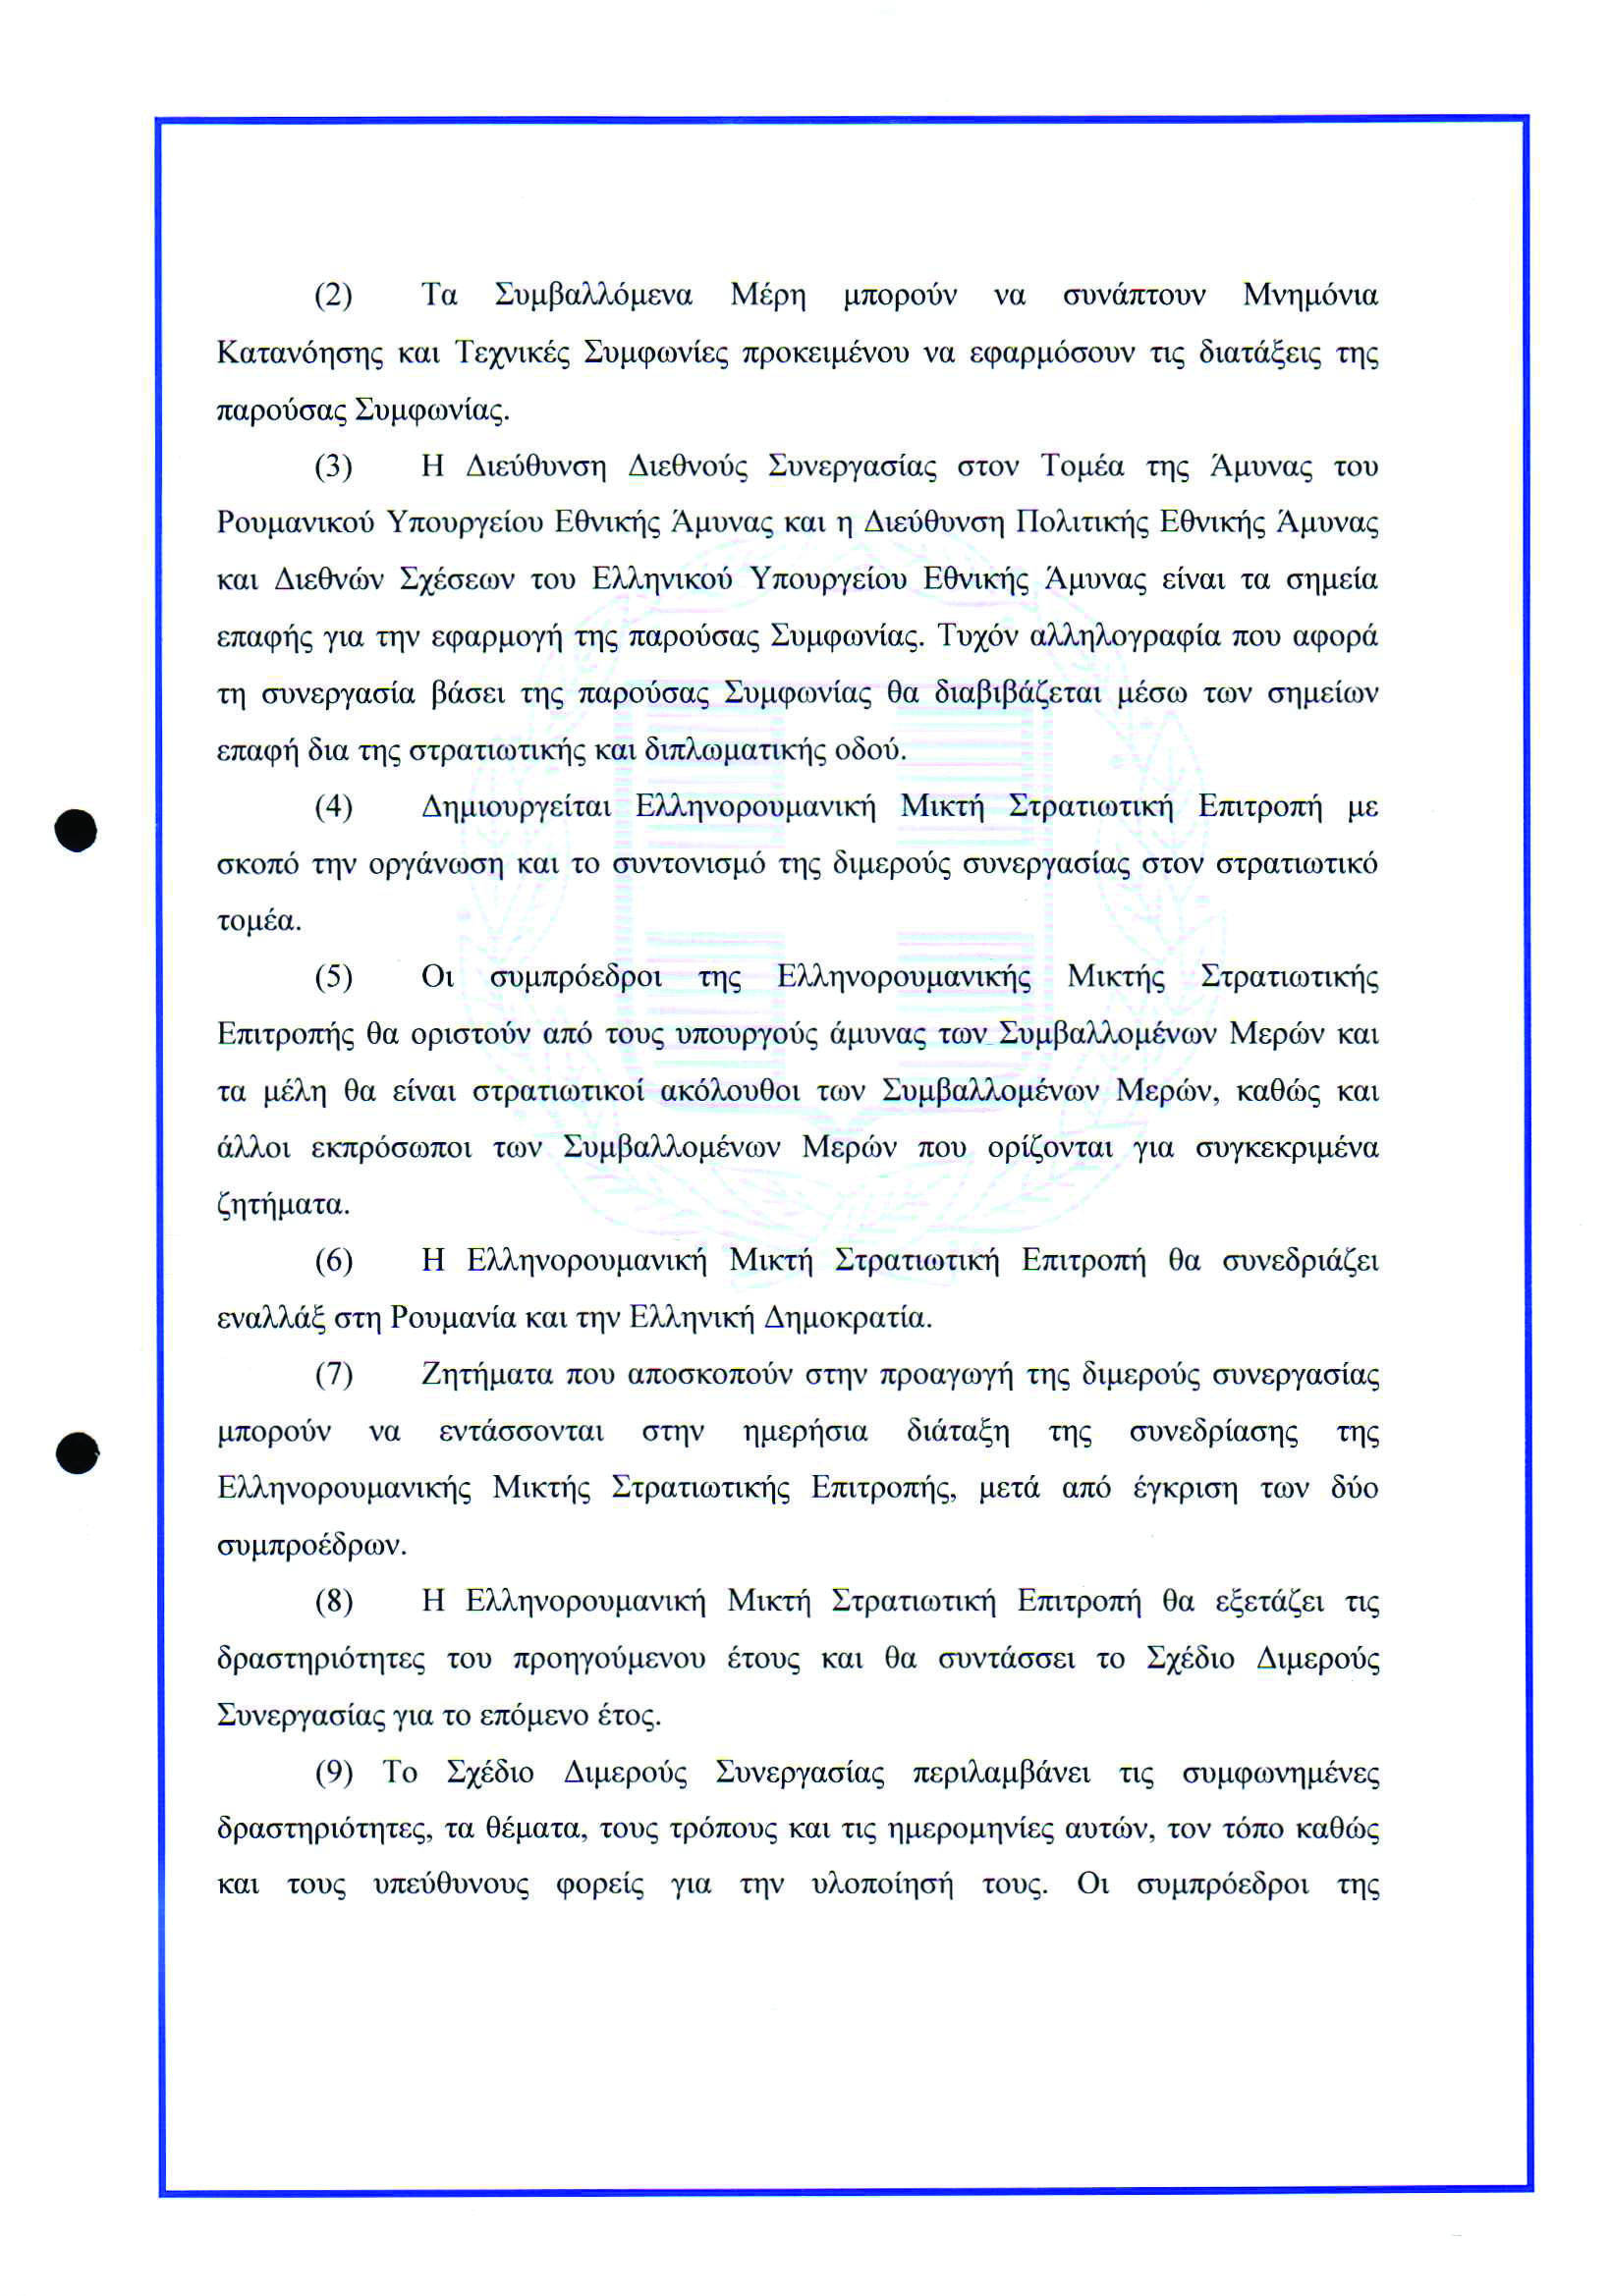 (2) Τα Συμβαλλόμενα Μέρη μπορούν να συνάπτουν Μνημόνια
Κατανόησης και Τεχνικές Συμφωνίες προκειμένου να εφαρμόσουν τις διατάξεις της
παρούσας Συμφωνίας.
(3) Η Διεύθυνση Διεθνούς Συνεργασίας στον Τομέα της Άμυνας του
Ρουμανικού Υπουργείου Εθνικής Άμυνας και η Διεύθυνση Πολιτικής Εθνικής Άμυνας
και Διεθνών Σχέσεων του Ελληνικού Υπουργείου Εθνικής Άμυνας είναι τα σημεία
επαφής για την εφαρμογή της παρούσας Συμφωνίας. Τυχόν αλληλογραφία που αφορά
τη συνεργασία βάσει της παρούσας Συμφωνίας θα διαβιβάζεται μέσω των σημείων
επαφή δια της στρατιωτικής και διπλωματικής οδού.
(4) Δημιουργείται Ελληνορουμανική Μικτή Στρατιωτική Επιτροπή με
σκοπό την οργάνωση και το συντονισμό της διμερούς συνεργασίας στον στρατιωτικό
τομέα.
(5) Οι συμπρόεδροι της Ελληνορουμανικής Μικτής Στρατιωτικής
Επιτροπής θα οριστούν από τους υπουργούς άμυνας των Συμβαλλομένων Μερών και
τα μέλη θα είναι στρατιωτικοί ακόλουθοι των Συμβαλλομένων Μερών, καθώς και
άλλοι εκπρόσωποι των Συμβαλλομένων Μερών που ορίζονται για συγκεκριμένα
ζητήματα.
(6) Η Ελληνορουμανική Μικτή Στρατιωτική Επιτροπή θα συνεδριάζει
εναλλάξ στη Ρουμανία και την Ελληνική Δημοκρατία.
(7) Ζητήματα που αποσκοπούν στην προαγωγή της διμερούς συνεργασίας
μπορούν να εντάσσονται στην ημερήσια διάταξη της συνεδρίασης της
Ελληνορουμανικής Μικτής Στρατιωτικής Επιτροπής, μετά από έγκριση των δύο
συμπροέδρων.
(8) Η Ελληνορουμανική Μικτή Στρατιωτική Επιτροπή θα εξετάζει τις
δραστηριότητες του προηγούμενου έτους και θα συντάσσει το Σχέδιο Διμερούς
Συνεργασίας για το επόμενο έτος.
(9) Το Σχέδιο Διμερούς Συνεργασίας περιλαμβάνει τις συμφωνημένες
δραστηριότητες, τα θέματα, τους τρόπους και τις ημερομηνίες αυτών, τον τόπο καθώς
και τους υπεύθυνους φορείς για την υλοποίησή τους. Οι συμπρόεδροι της